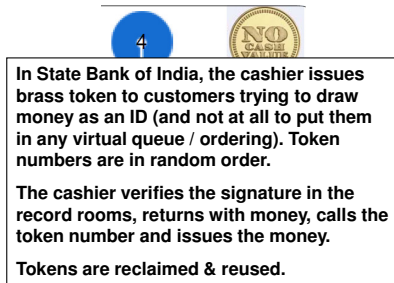 4
NO
CASH
VALUE
In State Bank of India, the cashier issues
brass token to customers trying to draw
money as an ID (and not at all to put them
in any virtual queue / ordering). Token
numbers are in random order.
The cashier verifies the signature in the
record rooms, returns with money, calls the
token number and issues the money.
Tokens are reclaimed & reused.